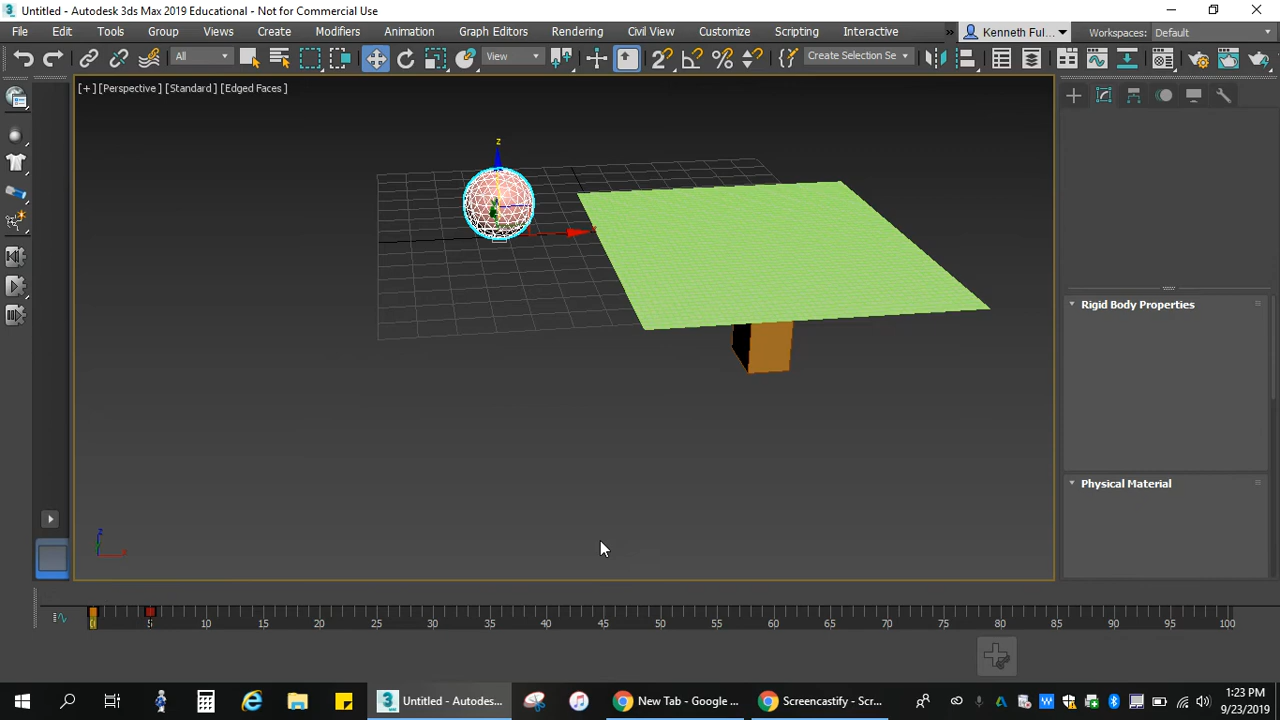 Untitled - Autodesk 3ds Max 2019 Educational - Not for Commercial Use
File Edit Tools Group Views Create Modifiers Animation Graph Editors Rendering Civil View Customize Scripting Interactive » Kenneth Ful... Workspaces: Default
All View Create Selection Se
[+] [Perspective] [Standard] [Edged Faces]
z
Rigid Body Properties
Physical Material
z
x
0 5 10 15 20 25 30 35 40 45 50 55 60 65 70 75 80 85 90 95 100
Untitled - Autodes... New Tab - Google ... Screencastify - Scr...
1:23 PM
9/23/2019